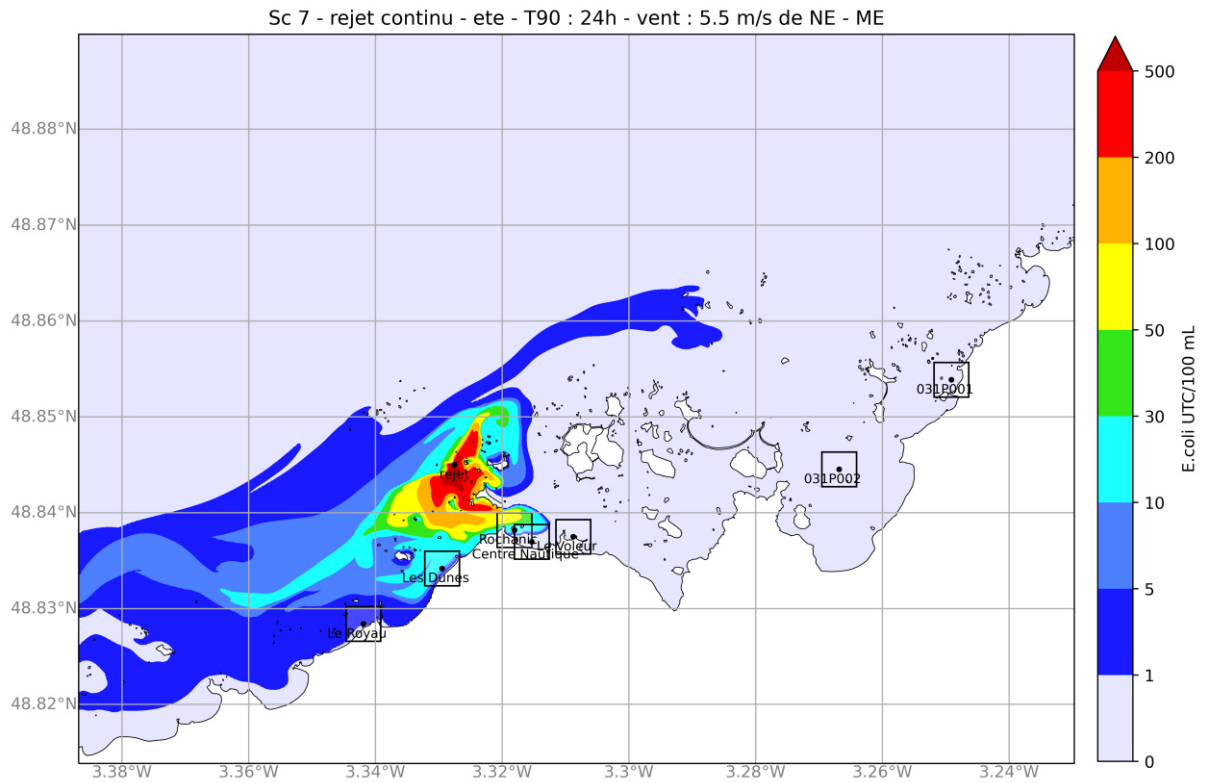 Sc 7 - rejet continu - ete - T90 : 24h - vent : 5.5 m/s de NE - ME
48.88°N
48.87°N
48.86°N
48.85°N
48.84°N
48.83°N
48.82°N
031P001
031P002
rejet
Rochanic
Le Voleur
Centre Nautique
Les Dunes
Le Royau
3.38°W
3.36°W
3.34°W
3.32°W
3.3°W
3.28°W
3.26°W
3.24°W
500
200
100
50
30
10
5
1
0
E.coli UTC/100 mL